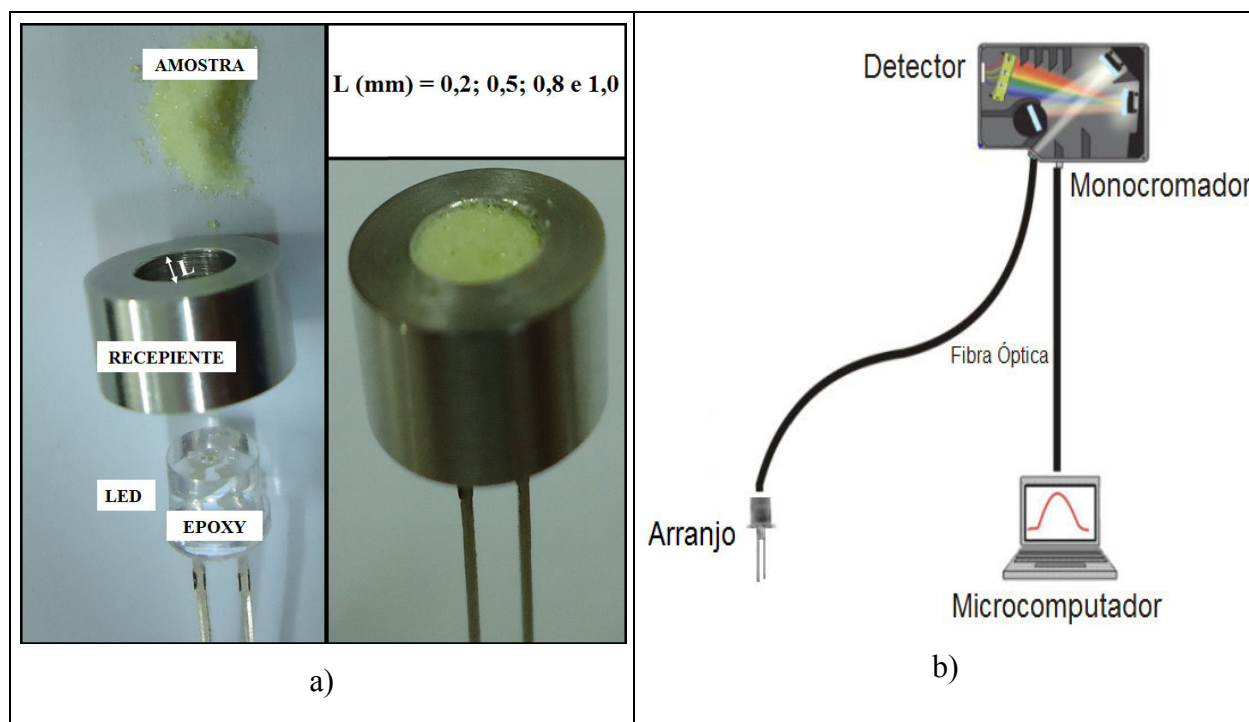 AMOSTRA
L (mm) = 0,2; 0,5; 0,8 e 1,0
L
RECEPIENTE
LED
EPOXY
a)
Detector
Monocromador
Fibra Óptica
Arranjo
Microcomputador
b)